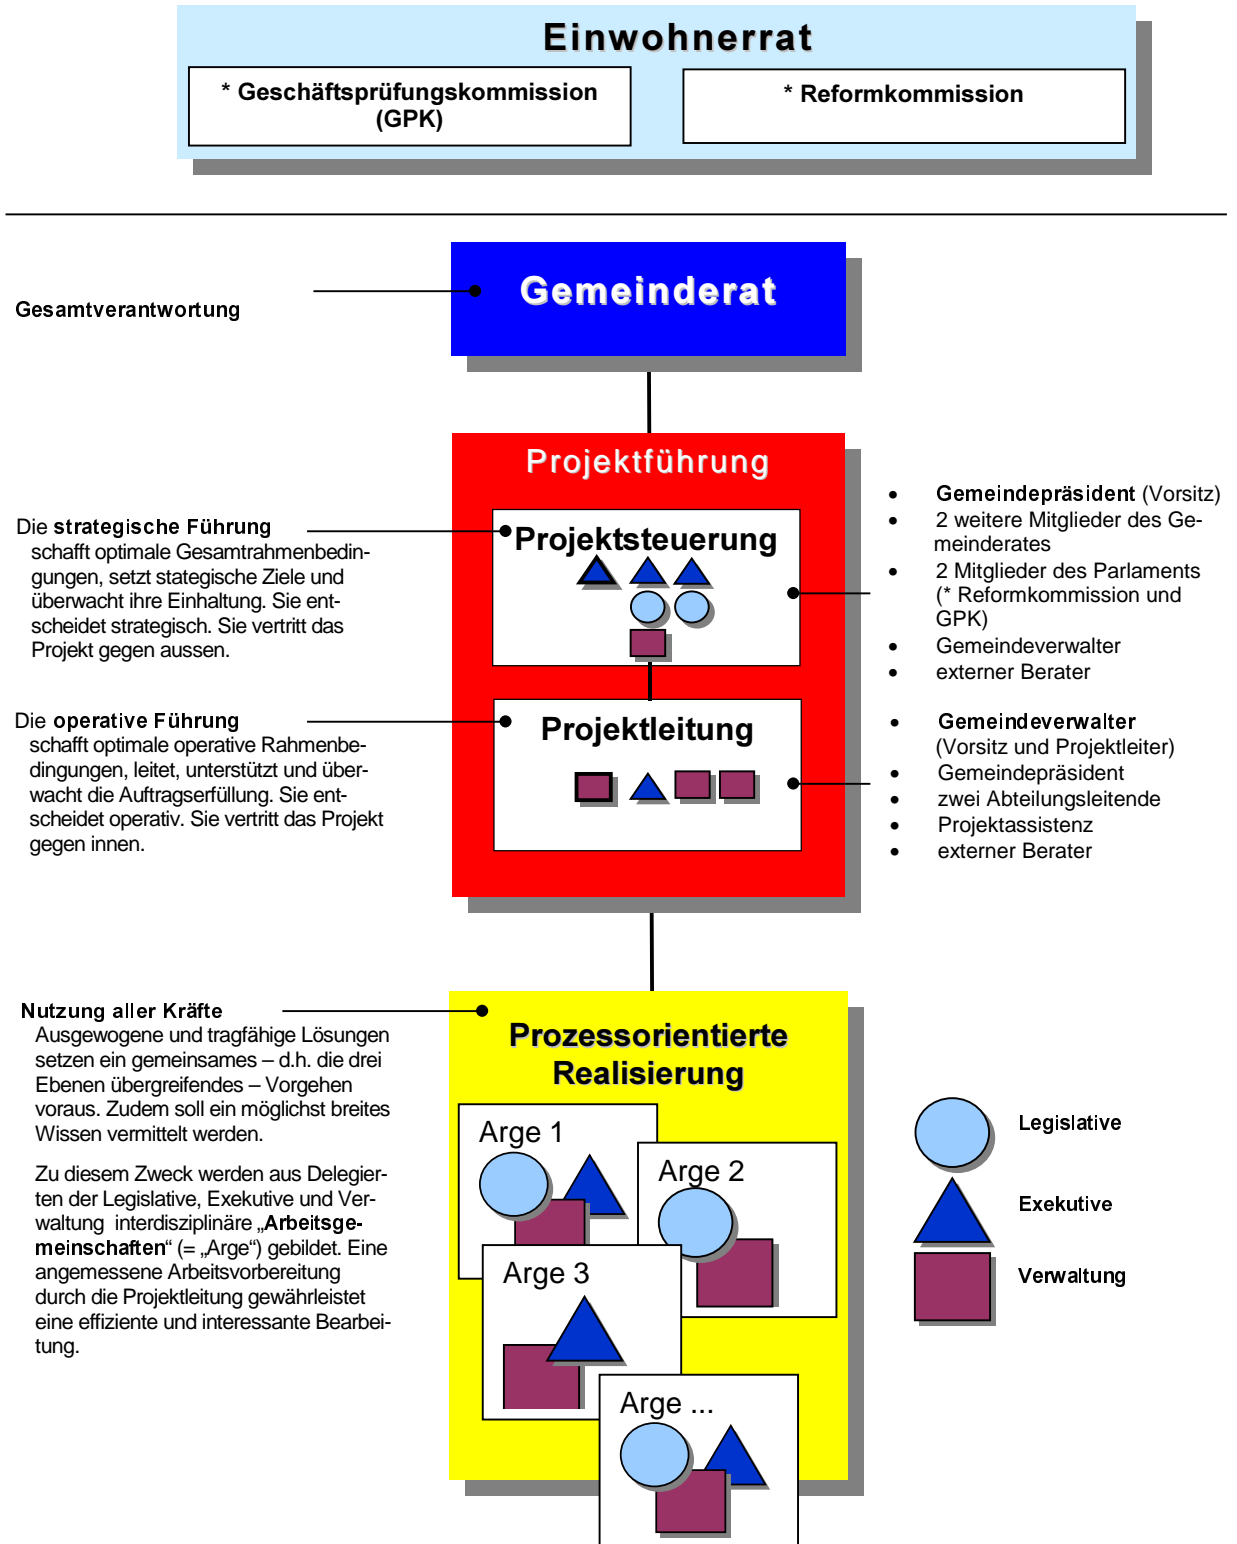 Einwohnerrat
* Geschäftsprüfungskommission
(GPK)
* Reformkommission
Gesamtverantwortung
Gemeinderat
Projektführung
Die strategische Führung
schafft optimale Gesamtrahmenbedin-
gungen, setzt stategische Ziele und
überwacht ihre Einhaltung. Sie ent-
scheidet strategisch. Sie vertritt das
Projekt gegen aussen.
Projektsteuerung
• Gemeindepräsident (Vorsitz)
• 2 weitere Mitglieder des Ge-
meinderates
• 2 Mitglieder des Parlaments
(* Reformkommission und
GPK)
• Gemeindeverwalter
• externer Berater
Die operative Führung
schafft optimale operative Rahmenbe-
dingungen, leitet, unterstützt und über-
wacht die Auftragserfüllung. Sie ent-
scheidet operativ. Sie vertritt das Projekt
gegen innen.
Projektleitung
• Gemeindeverwalter
(Vorsitz und Projektleiter)
• Gemeindepräsident
• zwei Abteilungsleitende
• Projektassistenz
• externer Berater
Nutzung aller Kräfte
Ausgewogene und tragfähige Lösungen
setzen ein gemeinsames – d.h. die drei
Ebenen übergreifendes – Vorgehen
voraus. Zudem soll ein möglichst breites
Wissen vermittelt werden.
Zu diesem Zweck werden aus Delegier-
ten der Legislative, Exekutive und Ver-
waltung interdisziplinäre „Arbeitsge-
meinschaften“ (= „Arge“) gebildet. Eine
angemessene Arbeitsvorbereitung
durch die Projektleitung gewährleistet
eine effiziente und interessante Bearbei-
tung.
Prozessorientierte
Realisierung
Arge 1
Arge 2
Arge 3
Arge ...
Legislative
Exekutive
Verwaltung